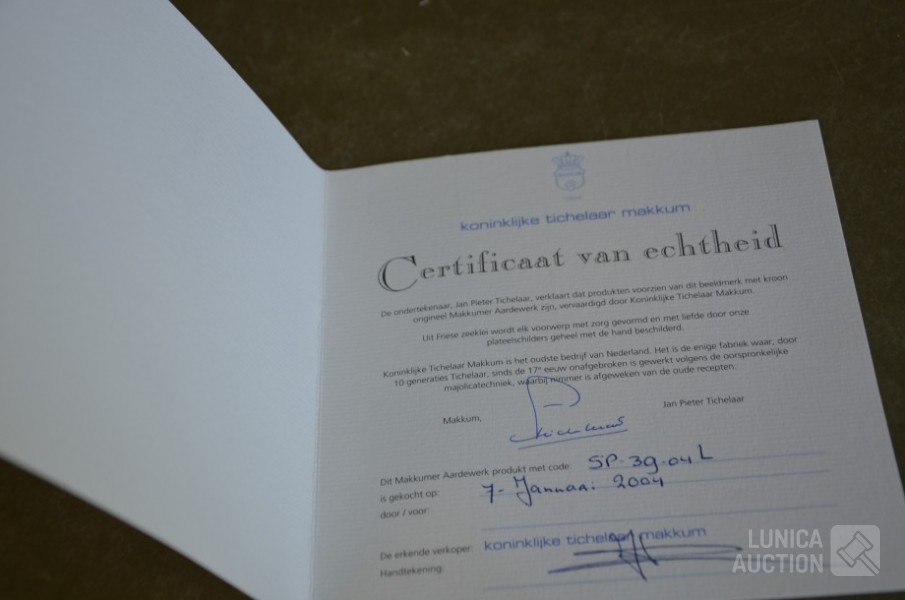 koninklijke tichelaar makkum
Certificaat van echtheid
De ondertekenaar, Jan Pieter Tichelaar, verklaart dat produkten voorzien van dit beeldmerk met kroon
origineel Makkumer Aardewerk zijn, vervaardigd door Koninklijke Tichelaar Makkum.
Uit Friese zeeklei wordt elk voorwerp met zorg gevormd en met liefde door onze
plateelschilders geheel met de hand beschilderd.
Koninklijke Tichelaar Makkum is het oudste bedrijf van Nederland. Het is de enige fabriek waar, door
10 generaties Tichelaar, sinds de 17e eeuw onafgebroken is gewerkt volgens de oorspronkelijke
majolicatechniek, waarbij nimmer is afgeweken van de oude recepten.
Makkum,
Jan Pieter Tichelaar
Dit Makkumer Aardewerk produkt met code: SP-39-04 L
is gekocht op: 7- Januari 2004
door / voor:
De erkende verkoper: koninklijke tichelaar makkum
Handtekening:
LUNICA
AUCTION